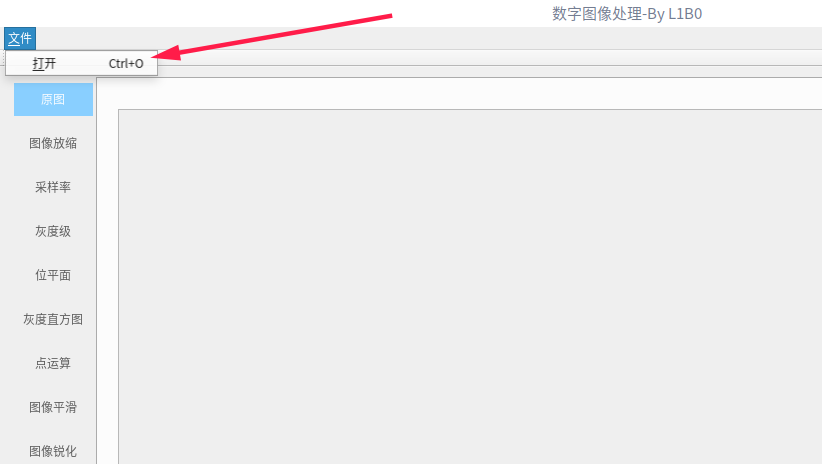 数字图像处理-By L1B0
文件
打开 Ctrl+O
原图
图像放缩
采样率
灰度级
位平面
灰度直方图
点运算
图像平滑
图像锐化